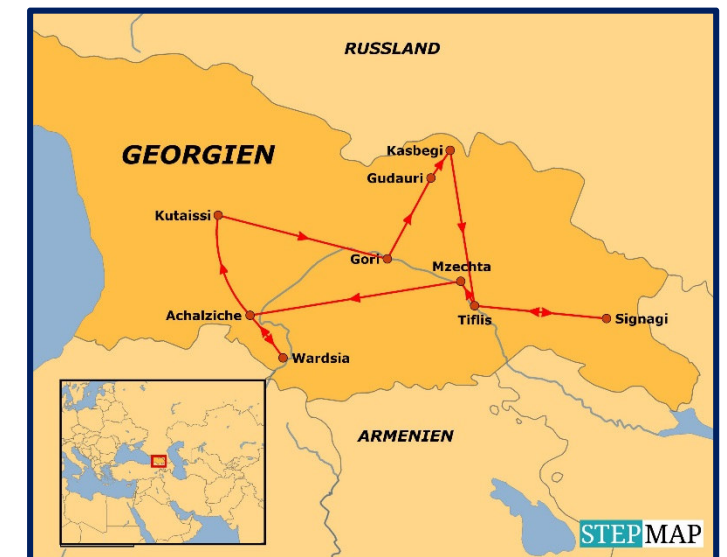 RUSSLAND
GEORGIEN
Kasbegi
Gudauri
Kutaissi
Gori
Mzechta
Achalziche
Tiflis
Signagi
Wardsia
ARMENIEN
STEPMAP